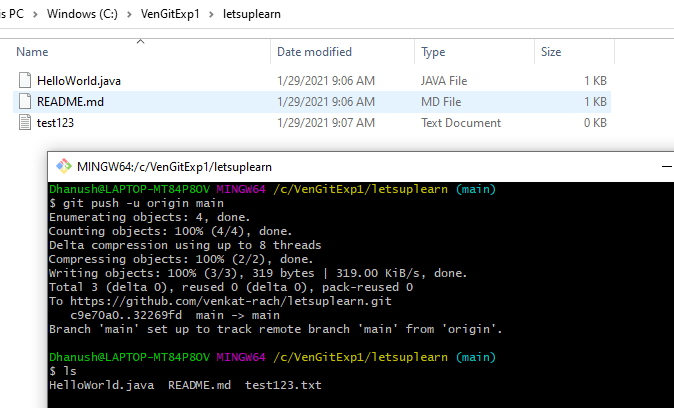 is PC > Windows (C:) > VenGitExp1 > letsuplearn
Name Date modified Type Size
HelloWorld.java 1/29/2021 9:06 AM JAVA File 1 KB
README.md 1/29/2021 9:06 AM MD File 1 KB
test123 1/29/2021 9:07 AM Text Document 0 KB
MINGW64:/c/VenGitExp1/letsuplearn
Dhanush@LAPTOP-MT84P8OV MINGW64 /c/VenGitExp1/letsuplearn (main)
$ git push -u origin main
Enumerating objects: 4, done.
Counting objects: 100% (4/4), done.
Delta compression using up to 8 threads
Compressing objects: 100% (2/2), done.
Writing objects: 100% (3/3), 319 bytes | 319.00 KiB/s, done.
Total 3 (delta 0), reused 0 (delta 0), pack-reused 0
To https://github.com/venkat-rach/letsuplearn.git
c9e70a0..32269fd main -> main
Branch 'main' set up to track remote branch 'main' from 'origin'.
Dhanush@LAPTOP-MT84P8OV MINGW64 /c/VenGitExp1/letsuplearn (main)
$ ls
HelloWorld.java README.md test123.txt